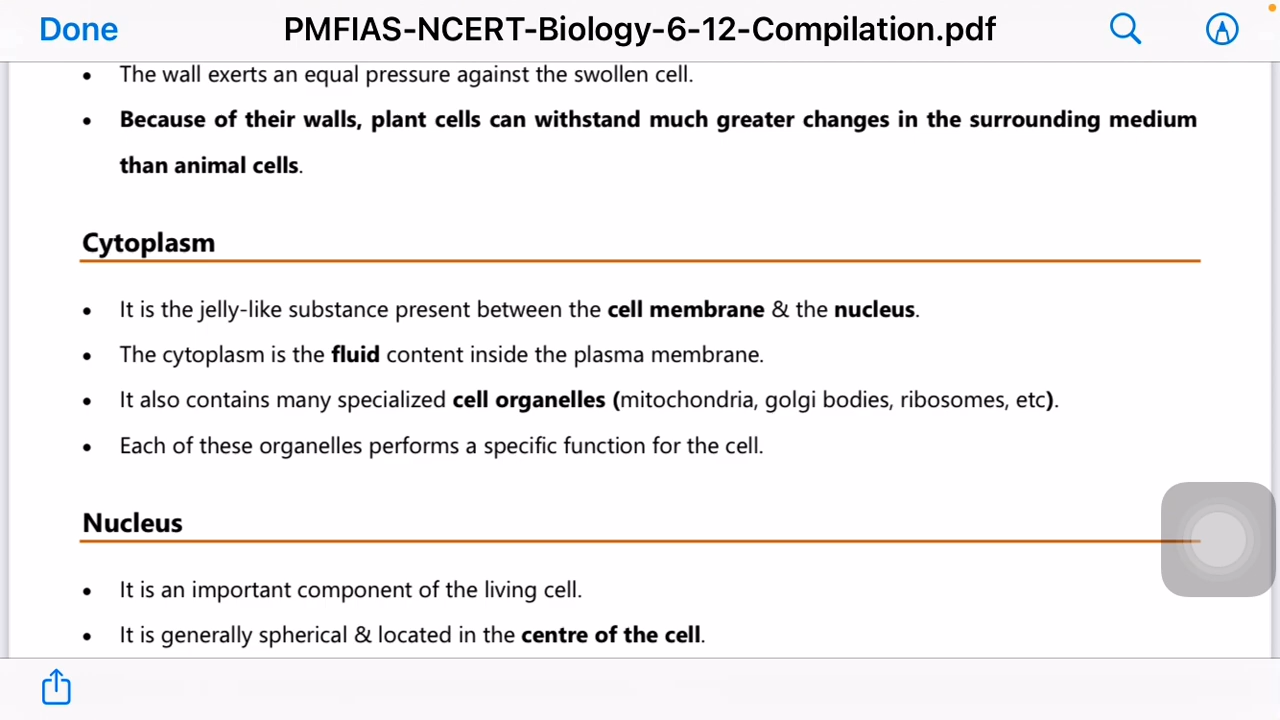 Done PMFIAS-NCERT-Biology-6-12-Compilation.pdf
• The wall exerts an equal pressure against the swollen cell.
• Because of their walls, plant cells can withstand much greater changes in the surrounding medium
than animal cells.
Cytoplasm
• It is the jelly-like substance present between the cell membrane & the nucleus.
• The cytoplasm is the fluid content inside the plasma membrane.
• It also contains many specialized cell organelles (mitochondria, golgi bodies, ribosomes, etc).
• Each of these organelles performs a specific function for the cell.
Nucleus
• It is an important component of the living cell.
• It is generally spherical & located in the centre of the cell.